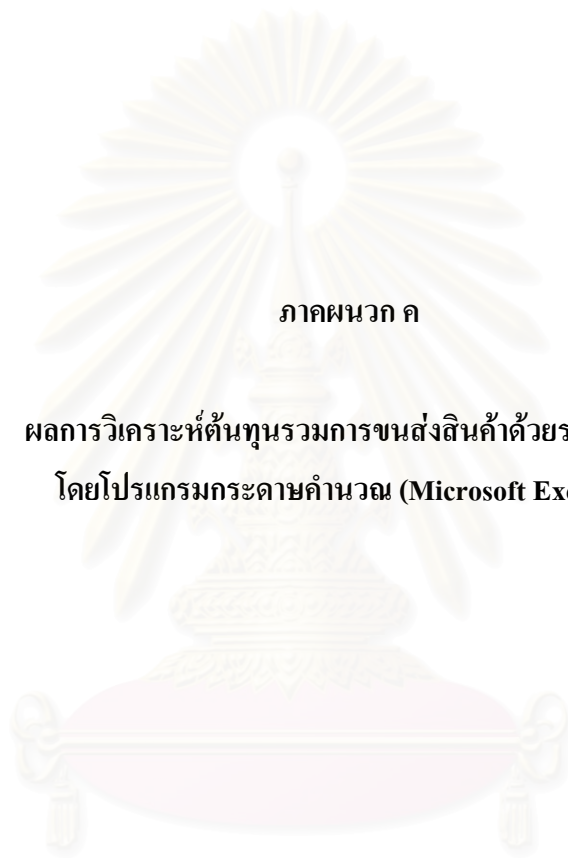 ภาคผนวก ค
ผลการวิเคราะห์ต้นทุนรวมการขนส่งสินค้าด้วยร
โดยโปรแกรมกระดาษคำนวณ (Microsoft Ex